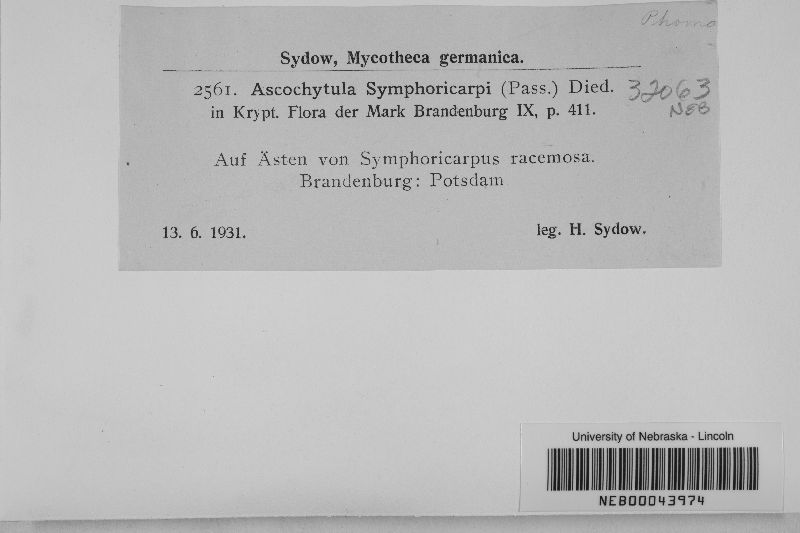 Phoma
Sydow, Mycotheca germanica.
2561. Ascochytula Symphoricarpi (Pass.) Died. 32063
in Krypt. Flora der Mark Brandenburg IX, p. 411. NEB
Auf Ästen von Symphoricarpus racemosa.
Brandenburg: Potsdam
13. 6. 1931. leg. H. Sydow.
University of Nebraska - Lincoln
NEB00043974